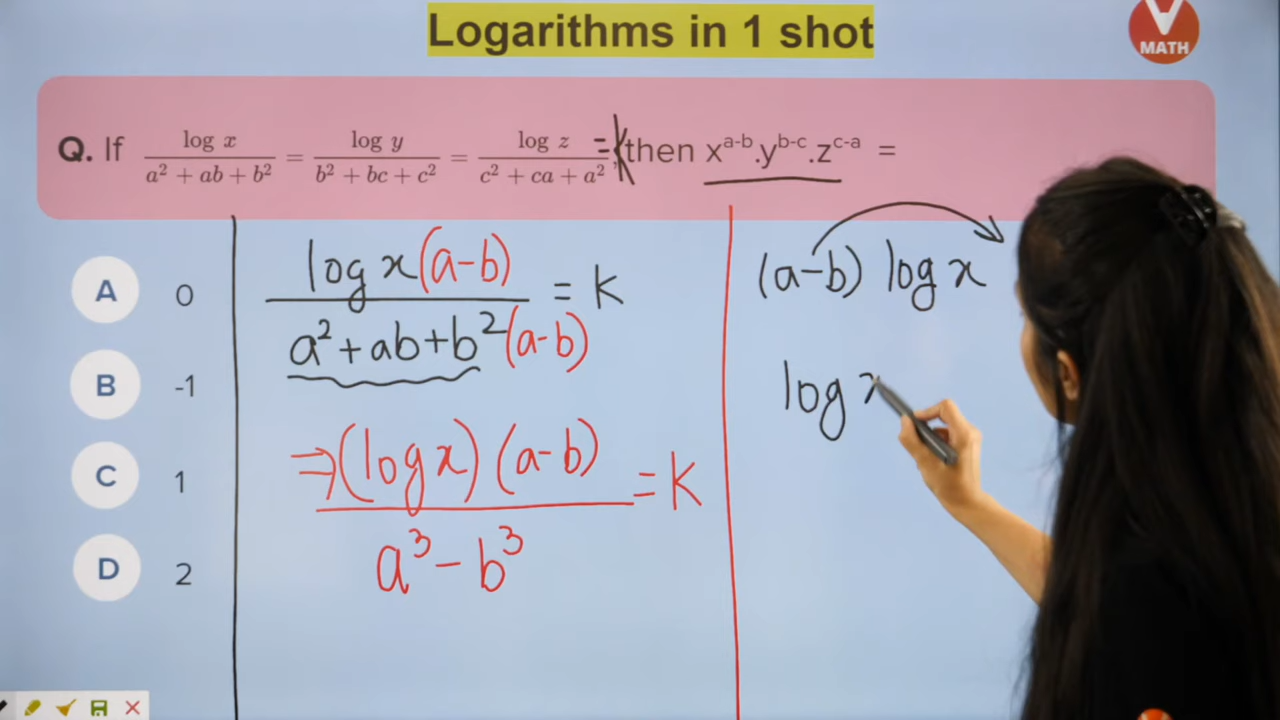 Logarithms in 1 shot
V
MATH
Q. If log x / a² + ab + b² = log y / b² + bc + c² = log z / c² + ca + a² , =k then x^a-b.y^b-c.z^c-a =
A 0
B -1
C 1
D 2
log x(a-b) / a²+ab+b²(a-b) = k
⇒(log x)(a-b) / a³-b³ = k
(a-b) log x
log x